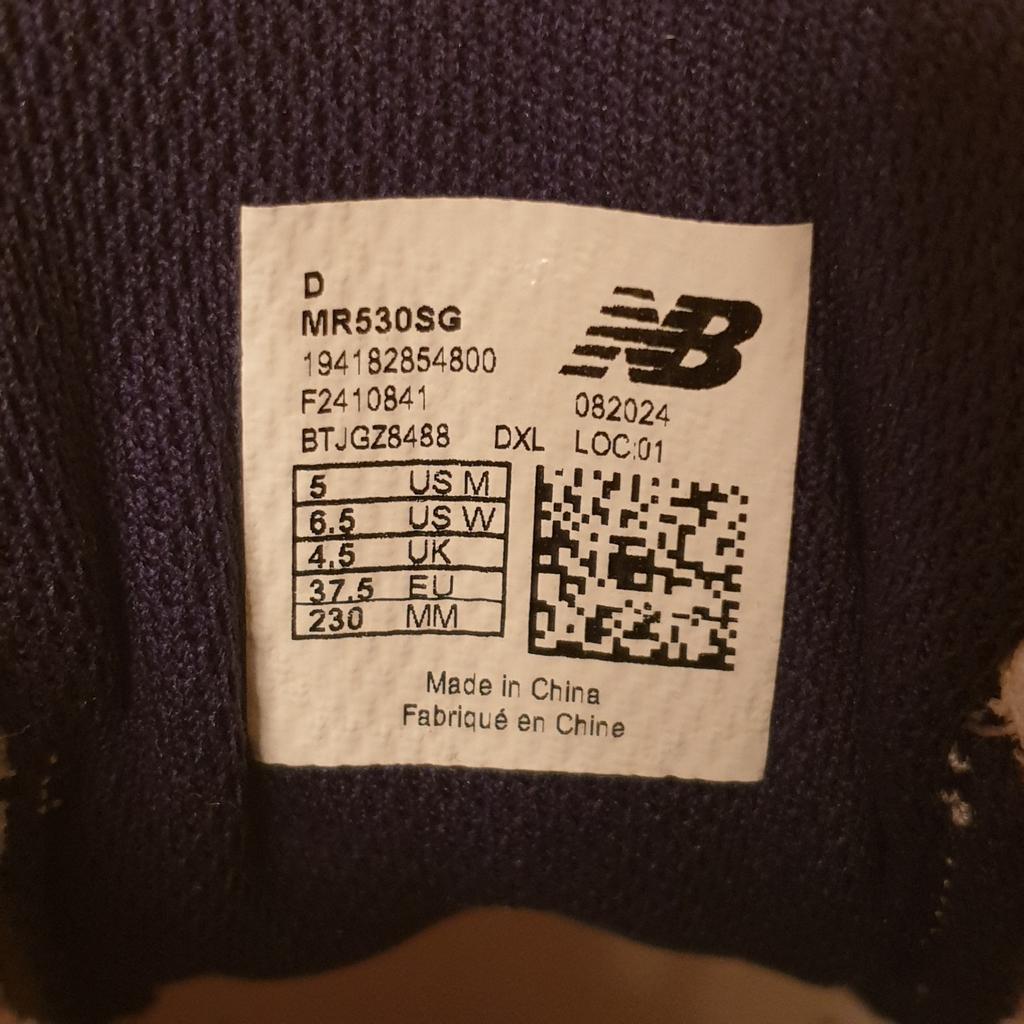 D
MR530SG
194182854800
F2410841
BTJGZ8488 DXL
NB
082024
LOC:01
5 US M
6.5 US W
4.5 UK
37.5 EU
230 MM
Made in China
Fabriqué en Chine